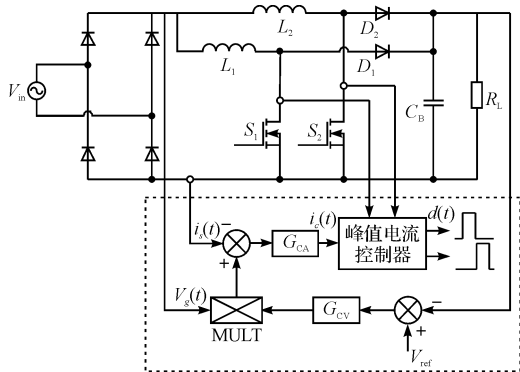 L₂
D₂
L₁
D₁
Vin
S₁
S₂
CB
RL
is(t)
−
+
GCA
ic(t)
峰值电流
控制器
d(t)
Vg(t)
MULT
GCV
−
+
Vref